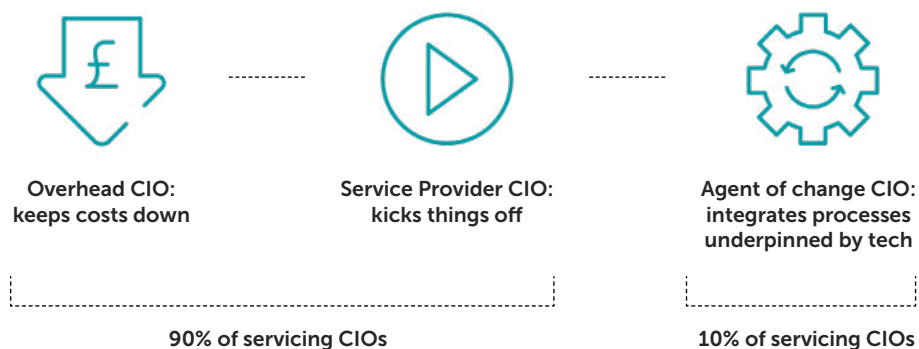 £
Overhead CIO:
keeps costs down
Service Provider CIO:
kicks things off
Agent of change CIO:
integrates processes
underpinned by tech
90% of servicing CIOs
10% of servicing CIOs